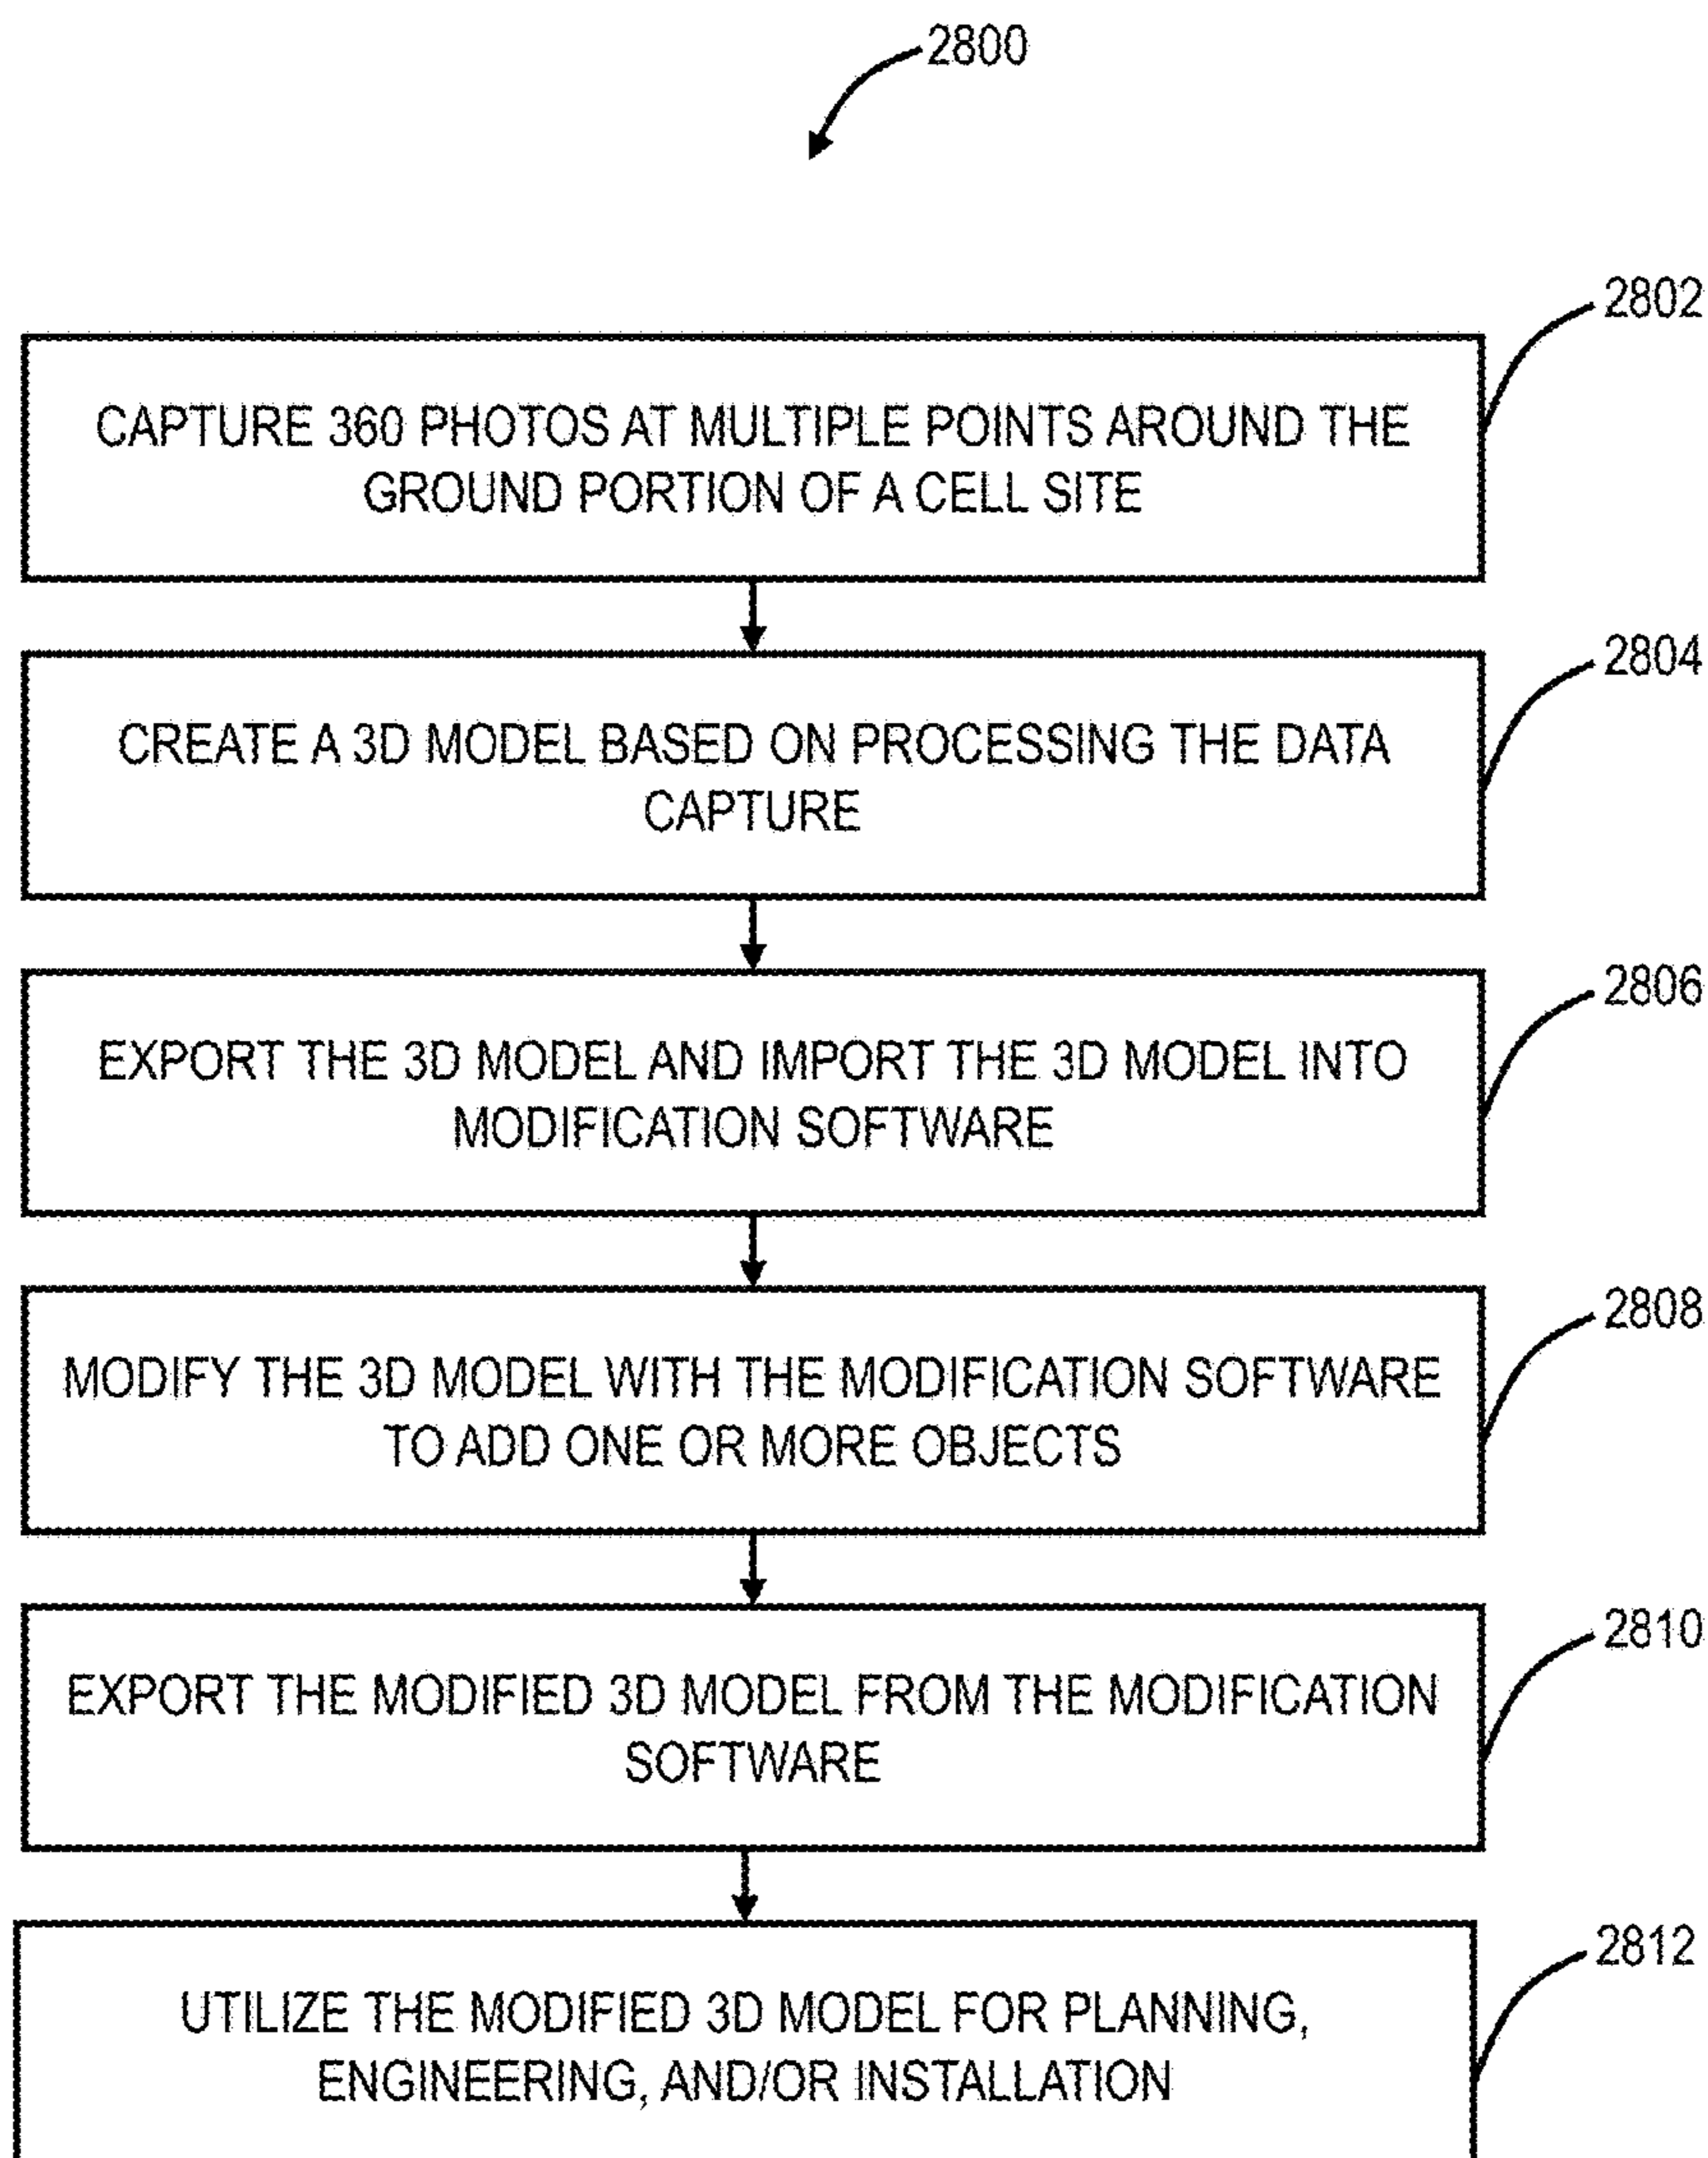 2800
2802
CAPTURE 360 PHOTOS AT MULTIPLE POINTS AROUND THE
GROUND PORTION OF A CELL SITE
2804
CREATE A 3D MODEL BASED ON PROCESSING THE DATA
CAPTURE
2806
EXPORT THE 3D MODEL AND IMPORT THE 3D MODEL INTO
MODIFICATION SOFTWARE
2808
MODIFY THE 3D MODEL WITH THE MODIFICATION SOFTWARE
TO ADD ONE OR MORE OBJECTS
2810
EXPORT THE MODIFIED 3D MODEL FROM THE MODIFICATION
SOFTWARE
2812
UTILIZE THE MODIFIED 3D MODEL FOR PLANNING,
ENGINEERING, AND/OR INSTALLATION